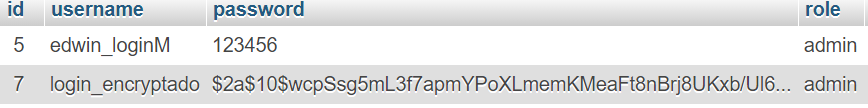 id username password role
5 edwin_loginM 123456 admin
7 login_encryptado $2a$10$wcpSsg5mL3f7apmYPoXLmemKMeaFt8nBrj8UKxb/Ul6... admin